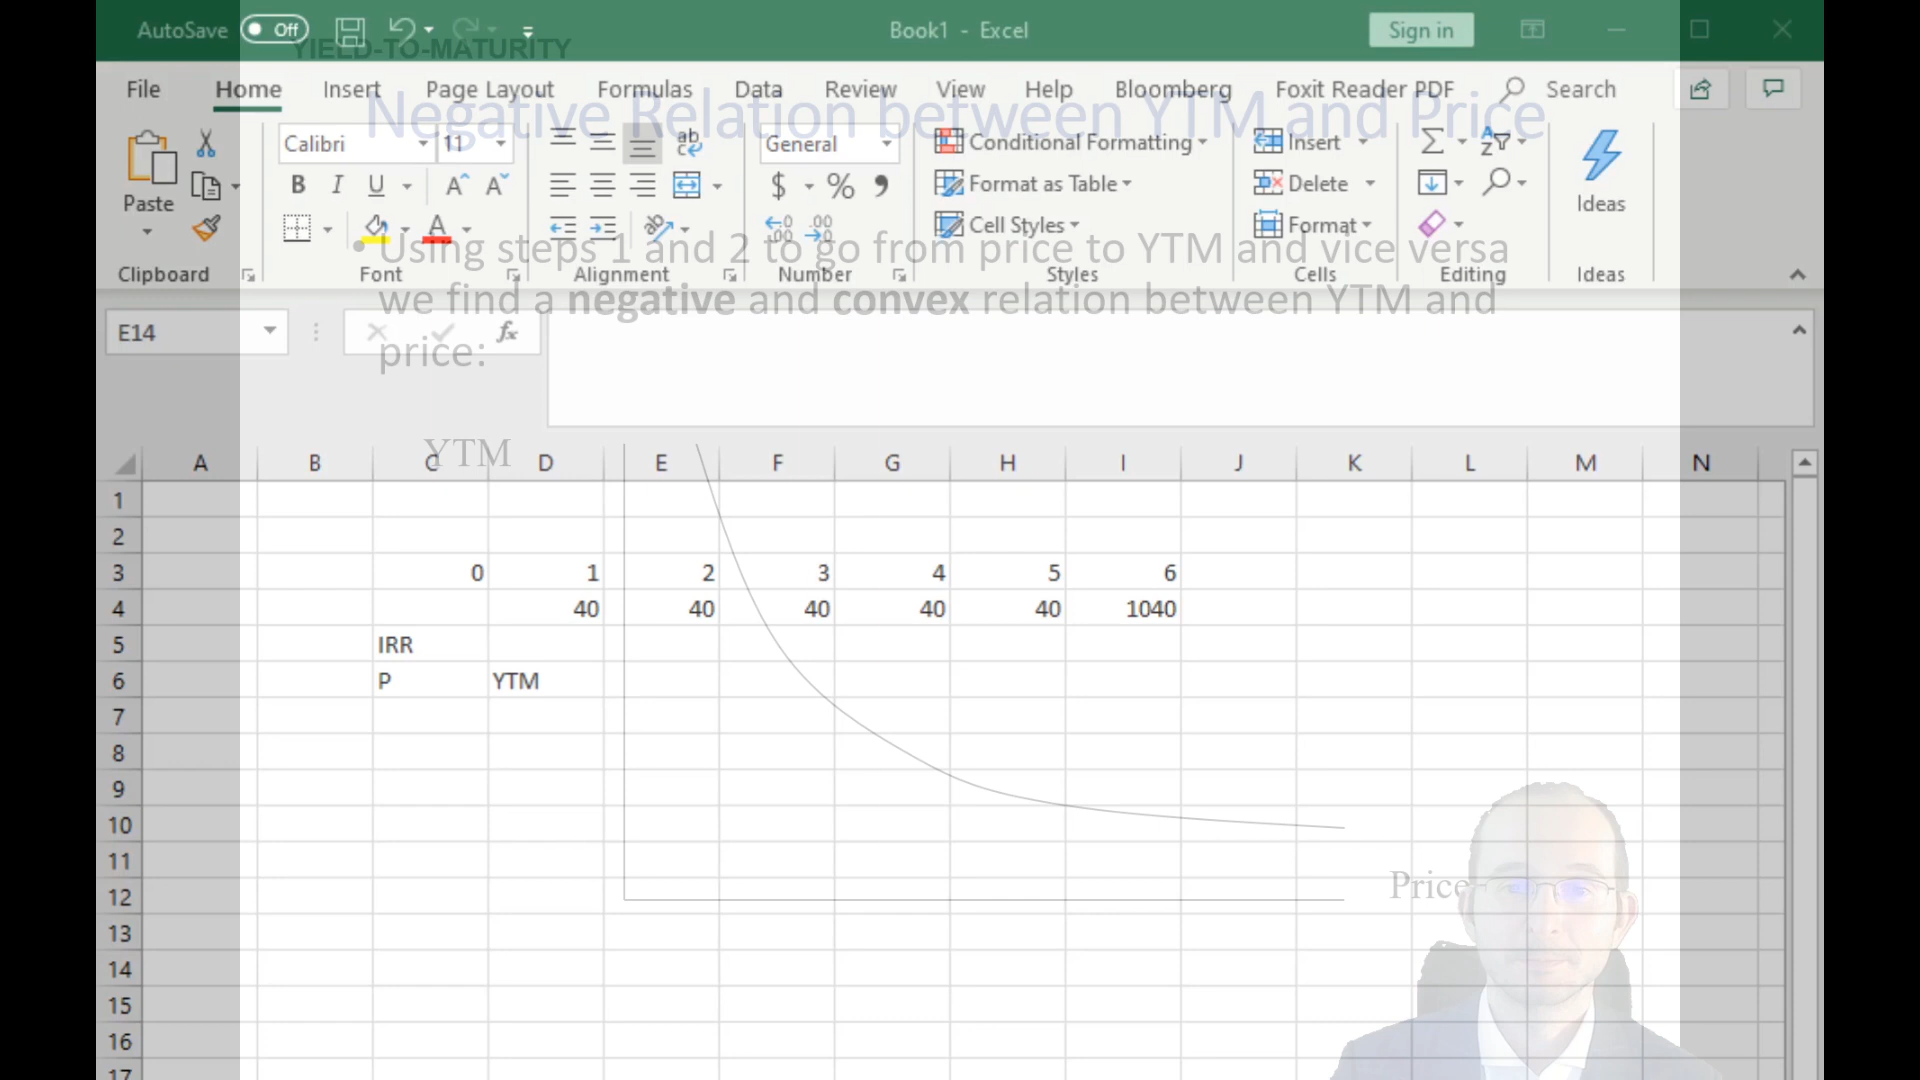 AutoSave Off Book1 - Excel Sign in
YIELD-TO-MATURITY
File Home Insert Page Layout Formulas Data Review View Help Bloomberg Foxit Reader PDF Search
Negative Relation between YTM and Price
Calibri 11 ab General Conditional Formatting Insert
Paste B I U $ % Format as Table Delete Ideas
Cell Styles Format
Clipboard Font Alignment Number Styles Cells Editing Ideas
• Using steps 1 and 2 to go from price to YTM and vice versa
we find a negative and convex relation between YTM and
price:
E14 fx
YTM
A B C D E F G H I J K L M N
1
2
3 0 1 2 3 4 5 6
4 40 40 40 40 40 1040
5 IRR
6 P YTM
7
8
9
10
11
Price
12
13
14
15
16
17